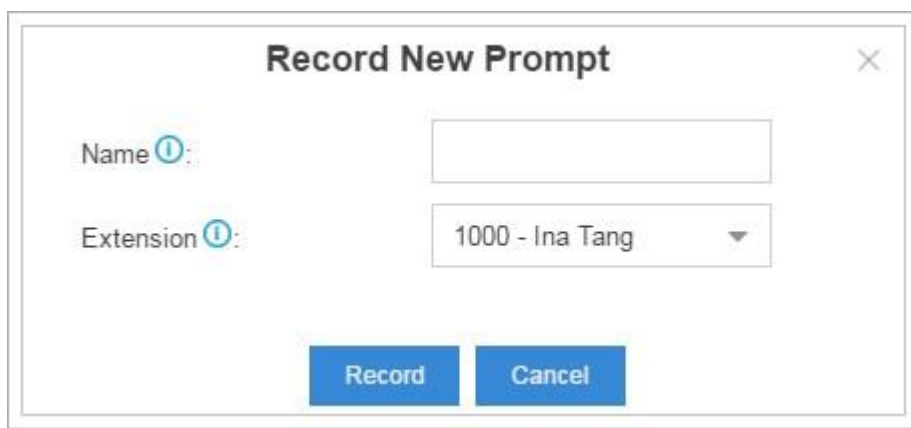 Record New Prompt
Name :
Extension :
1000 - Ina Tang
Record
Cancel